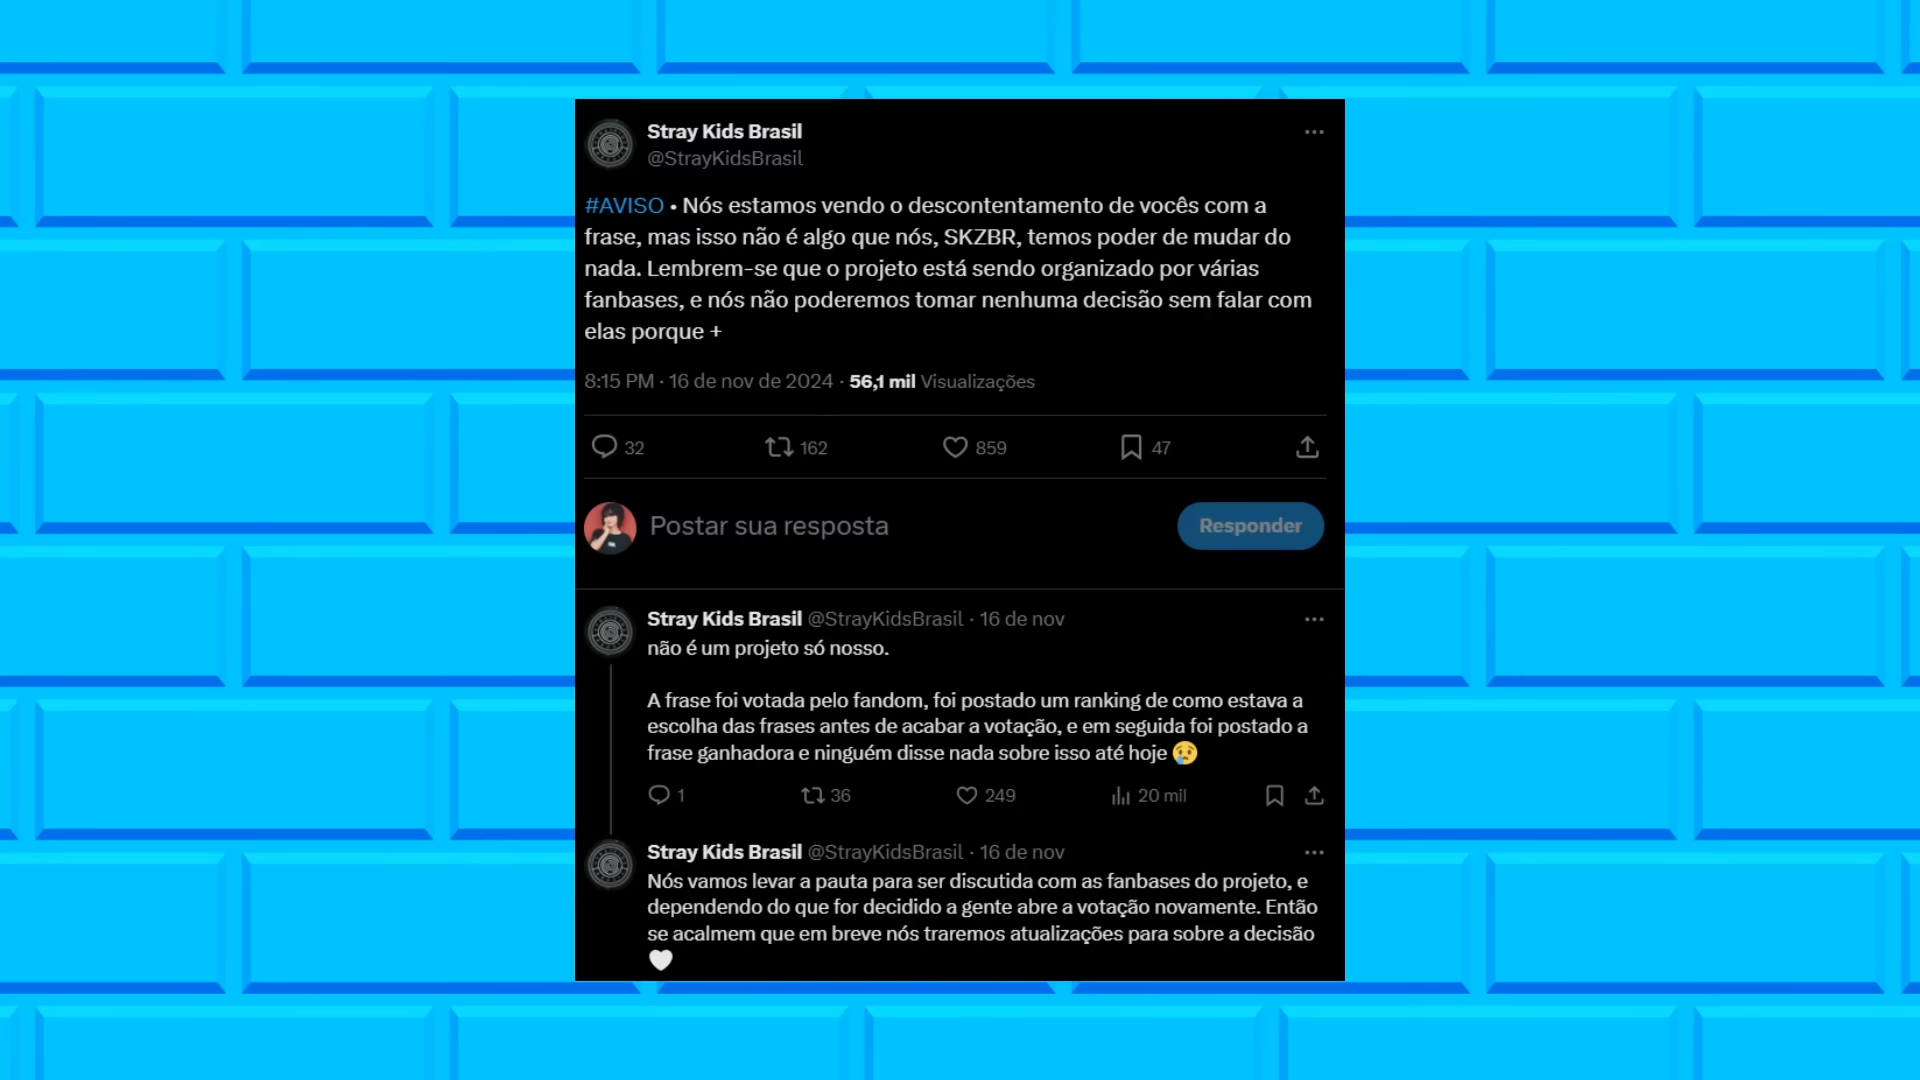 Stray Kids Brasil
@StrayKidsBrasil
#AVISO • Nós estamos vendo o descontentamento de vocês com a
frase, mas isso não é algo que nós, SKZBR, temos poder de mudar do
nada. Lembrem-se que o projeto está sendo organizado por várias
fanbases, e nós não poderemos tomar nenhuma decisão sem falar com
elas porque +
8:15 PM · 16 de nov de 2024 · 56,1 mil Visualizações
32 162 859 47
Postar sua resposta Responder
Stray Kids Brasil @StrayKidsBrasil · 16 de nov
não é um projeto só nosso.
A frase foi votada pelo fandom, foi postado um ranking de como estava a
escolha das frases antes de acabar a votação, e em seguida foi postado a
frase ganhadora e ninguém disse nada sobre isso até hoje 😢
1 36 249 20 mil
Stray Kids Brasil @StrayKidsBrasil · 16 de nov
Nós vamos levar a pauta para ser discutida com as fanbases do projeto, e
dependendo do que for decidido a gente abre a votação novamente. Então
se acalmem que em breve nós traremos atualizações para sobre a decisão
🤍